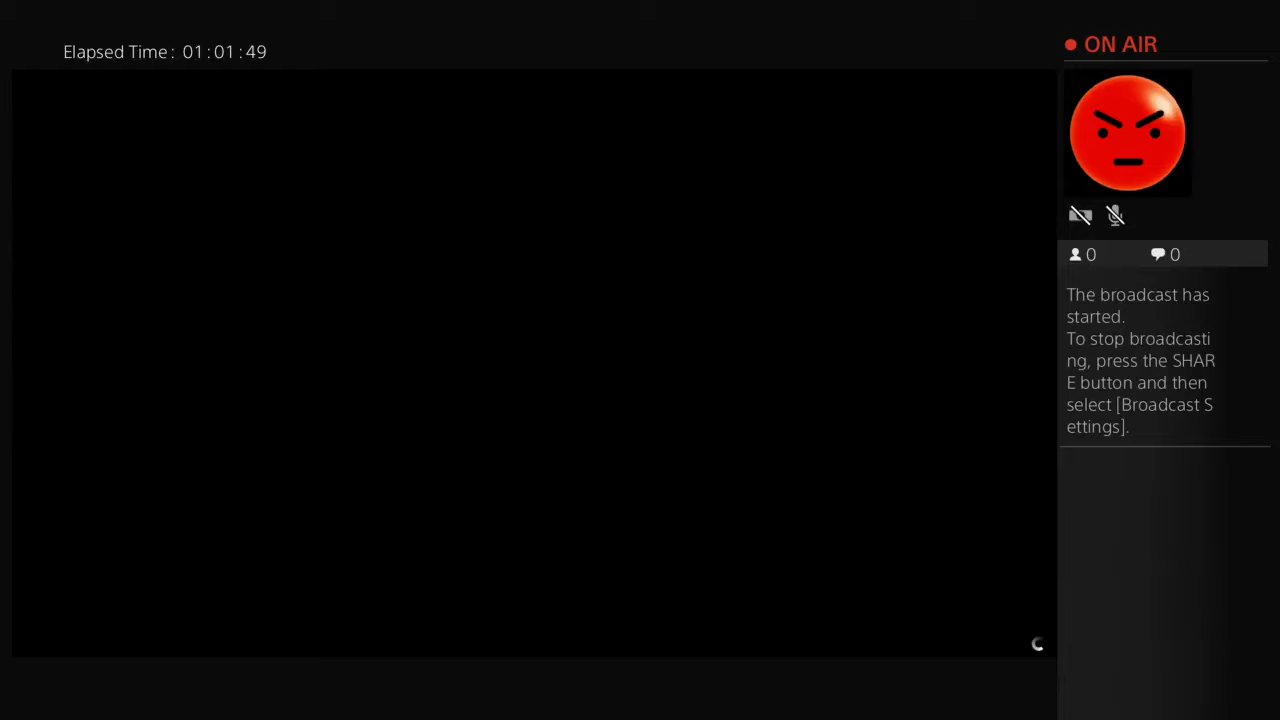 Elapsed Time: 01:01:49
ON AIR
0 0
The broadcast has
started.
To stop broadcasti
ng, press the SHAR
E button and then
select [Broadcast S
ettings].